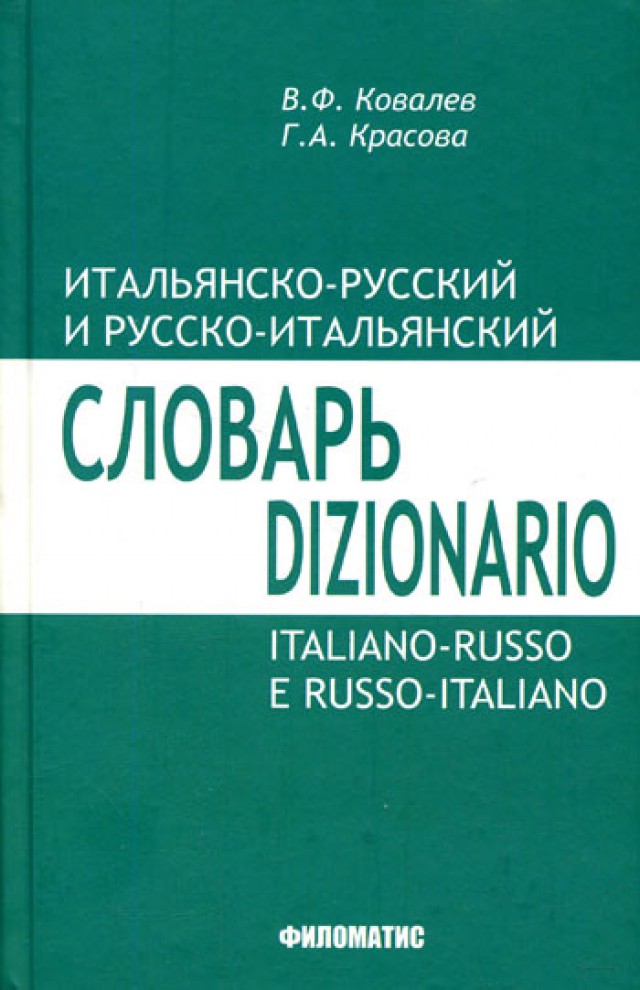 В.Ф. Ковалев
Г.А. Красова
ИТАЛЬЯНСКО-РУССКИЙ
И РУССКО-ИТАЛЬЯНСКИЙ
СЛОВАРЬ
DIZIONARIO
ITALIANO-RUSSO
E RUSSO-ITALIANO
ФИЛОМАТИС